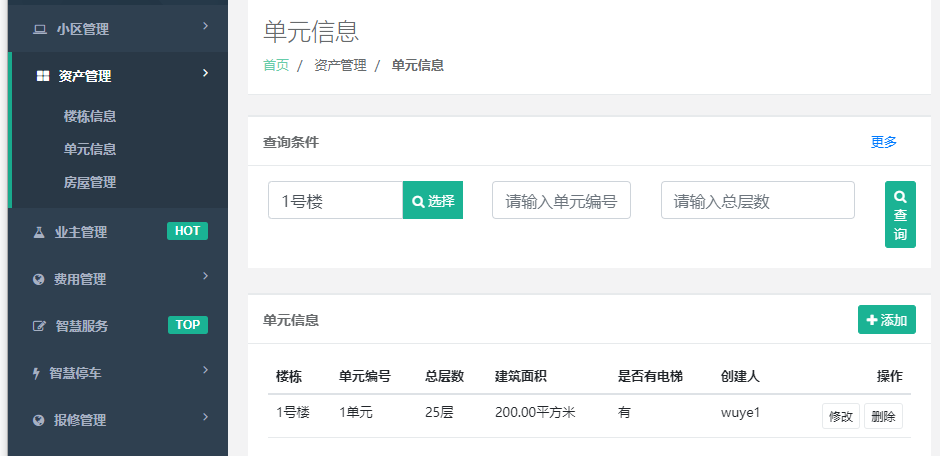 小区管理
资产管理
楼栋信息
单元信息
房屋管理
业主管理 HOT
费用管理
智慧服务 TOP
智慧停车
报修管理
单元信息
首页 / 资产管理 / 单元信息
查询条件 更多
1号楼 选择 请输入单元编号 请输入总层数 查询
单元信息 添加
楼栋 单元编号 总层数 建筑面积 是否有电梯 创建人 操作
1号楼 1单元 25层 200.00平方米 有 wuye1 修改 删除